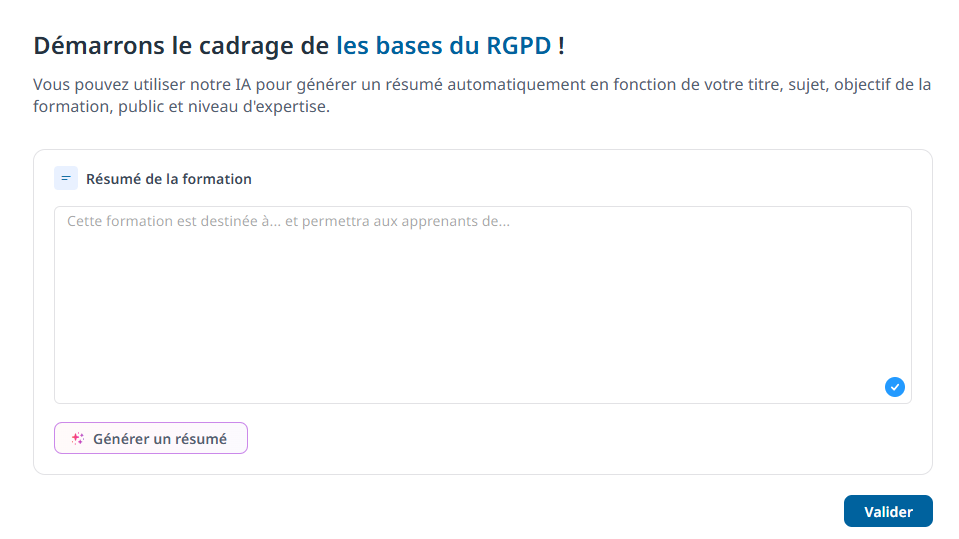 Démarrons le cadrage de les bases du RGPD !
Vous pouvez utiliser notre IA pour générer un résumé automatiquement en fonction de votre titre, sujet, objectif de la
formation, public et niveau d'expertise.
Résumé de la formation
Cette formation est destinée à... et permettra aux apprenants de...
Générer un résumé
Valider